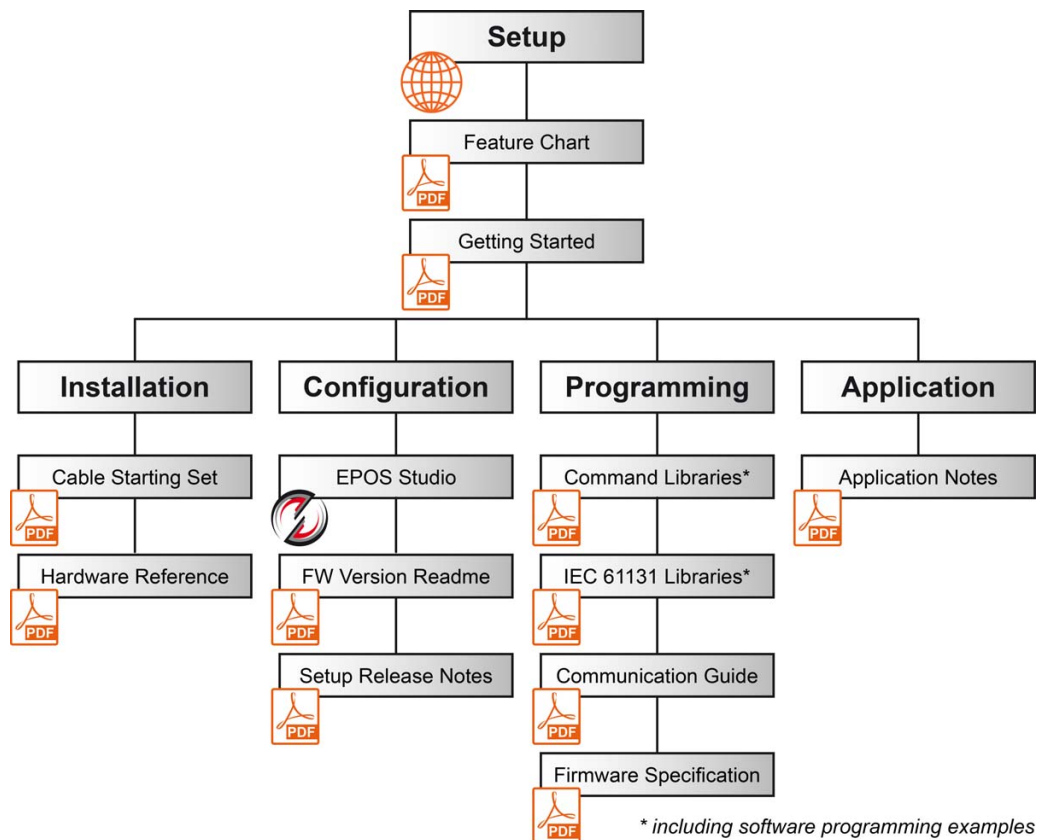 Setup
Feature Chart
PDF
Getting Started
PDF
Installation
Configuration
Programming
Application
Cable Starting Set
PDF
EPOS Studio
Command Libraries*
PDF
Application Notes
PDF
Hardware Reference
PDF
FW Version Readme
PDF
IEC 61131 Libraries*
PDF
Setup Release Notes
PDF
Communication Guide
PDF
Firmware Specification
PDF
* including software programming examples